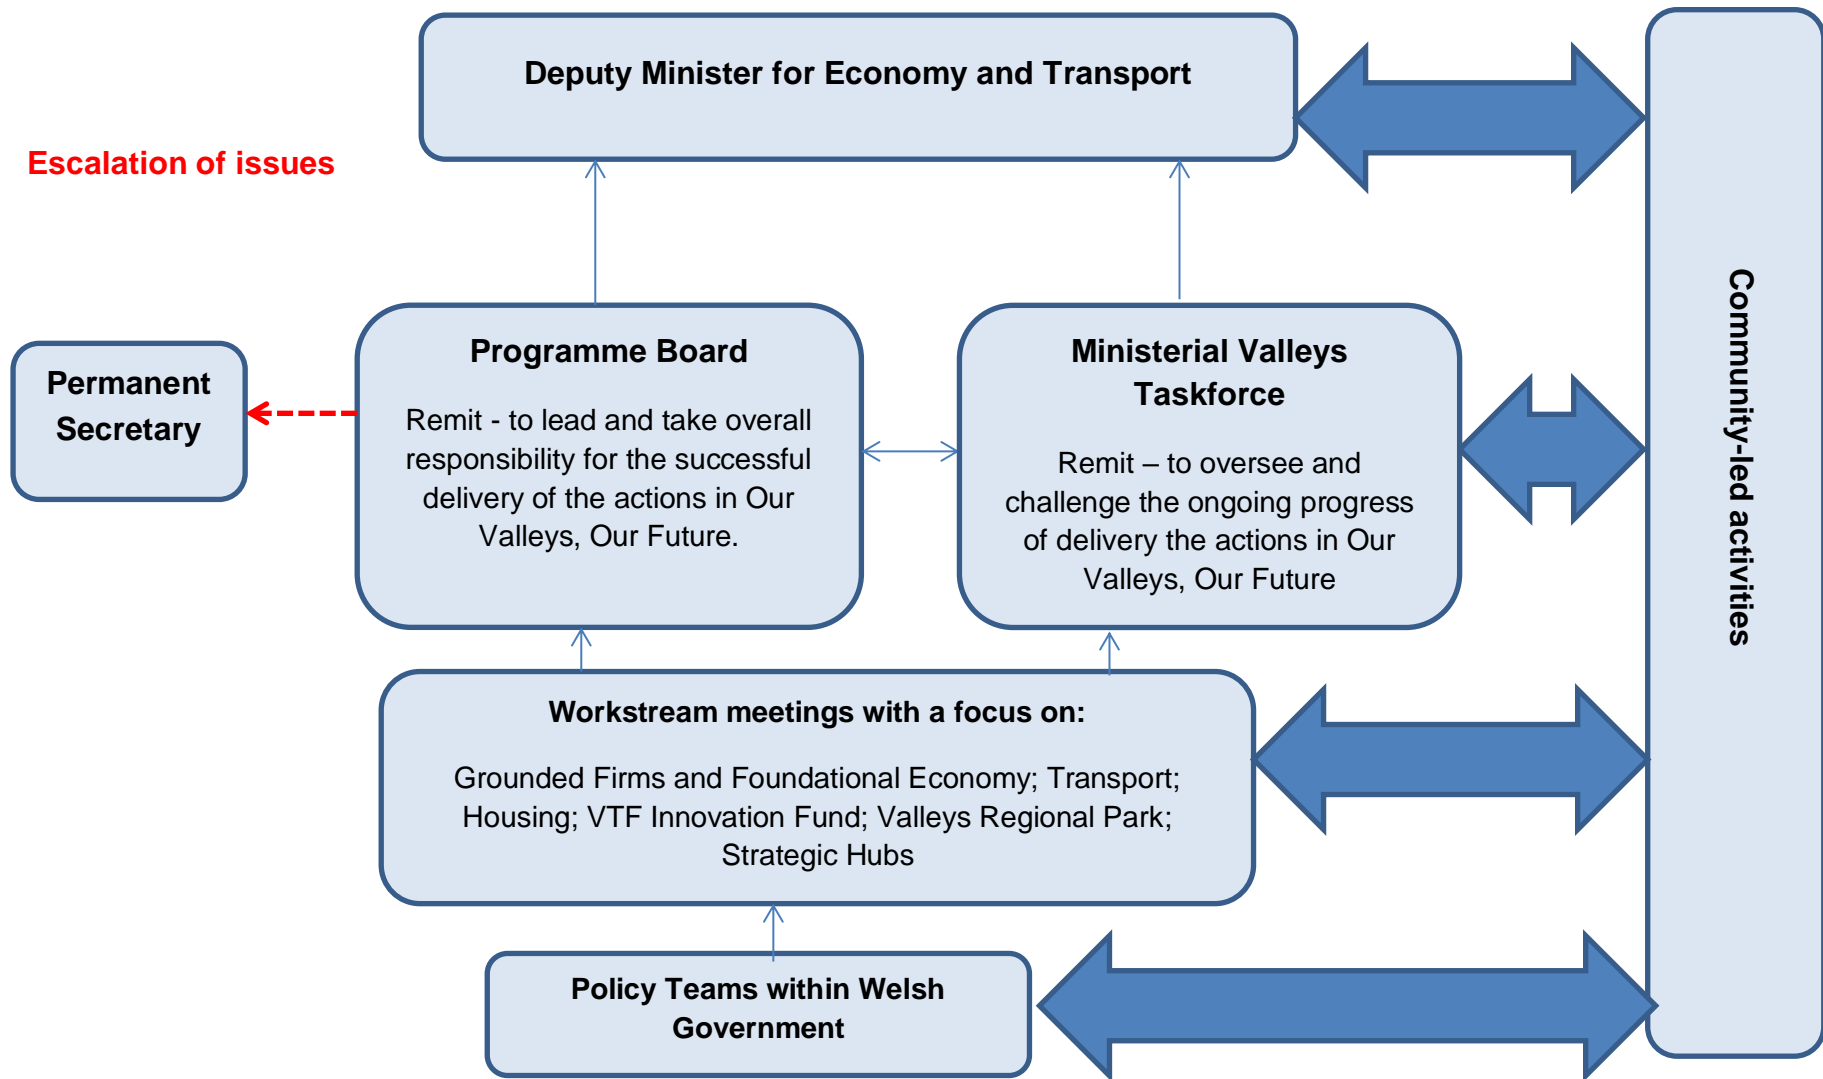 Deputy Minister for Economy and Transport
Escalation of issues
Permanent
Secretary
Programme Board
Remit - to lead and take overall
responsibility for the successful
delivery of the actions in Our
Valleys, Our Future.
Ministerial Valleys
Taskforce
Remit – to oversee and
challenge the ongoing progress
of delivery the actions in Our
Valleys, Our Future
Community-led activities
Workstream meetings with a focus on:
Grounded Firms and Foundational Economy; Transport;
Housing; VTF Innovation Fund; Valleys Regional Park;
Strategic Hubs
Policy Teams within Welsh
Government